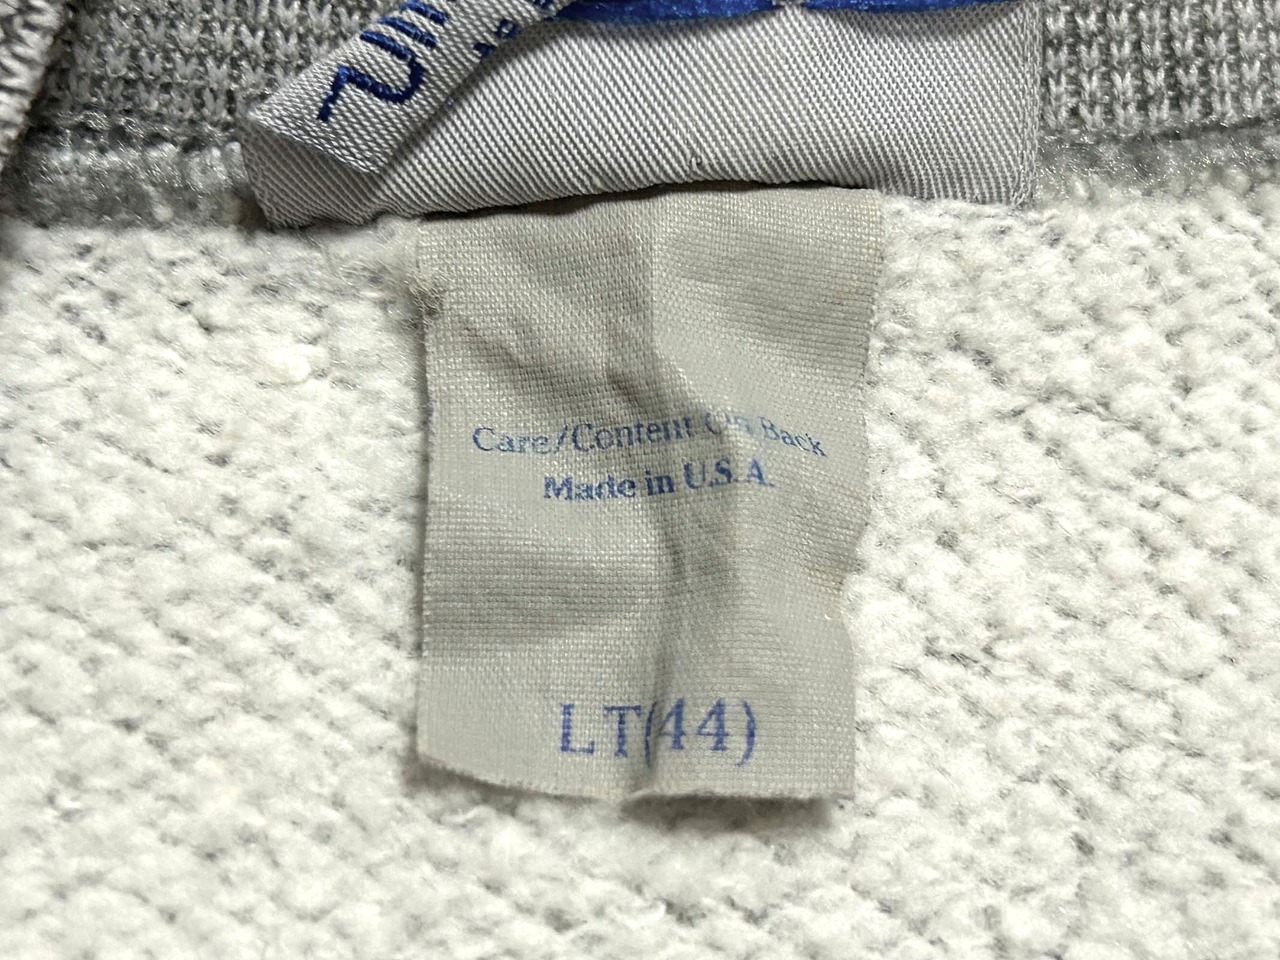 Care/Content On Back
Made in U.S.A.
LT(44)